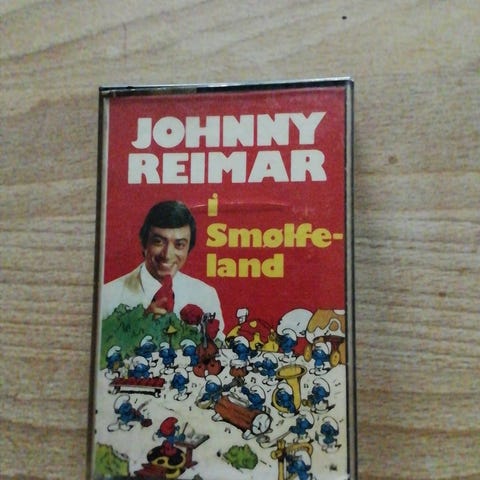 JOHNNY
REIMAR
i
Smølfe-
land